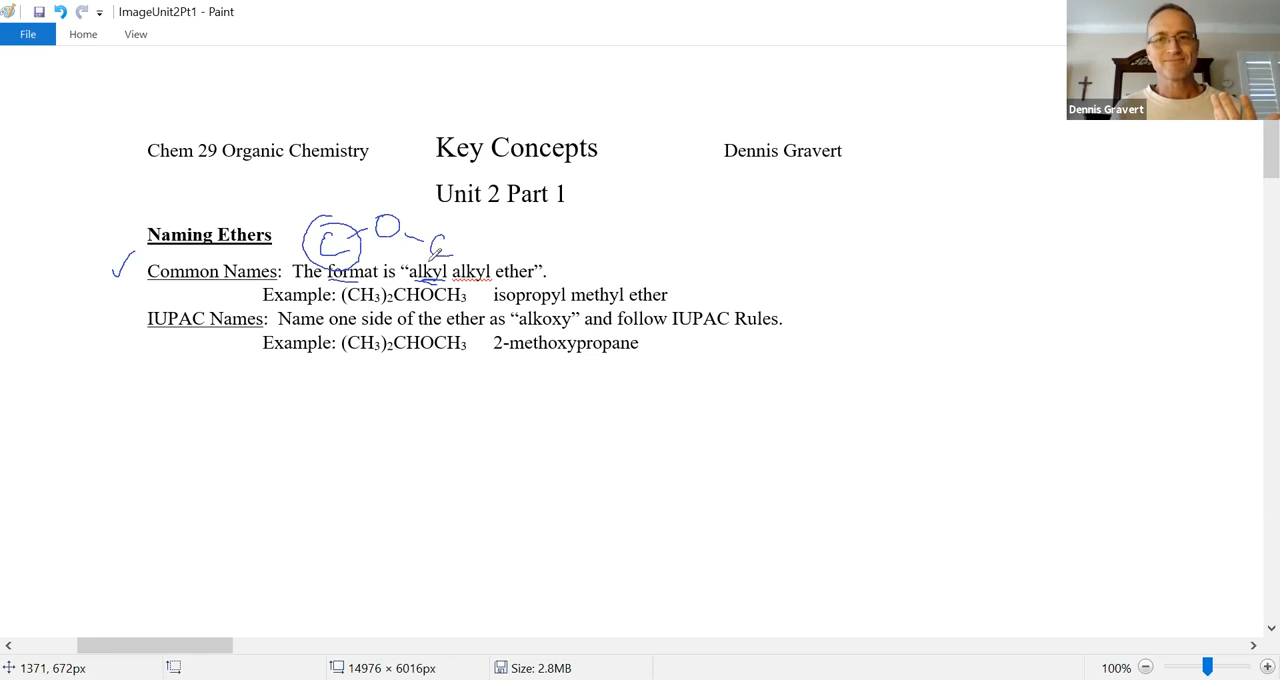 ImageUnit2Pt1 - Paint
File Home View
Dennis Gravert
Chem 29 Organic Chemistry Key Concepts Dennis Gravert
Unit 2 Part 1
Naming Ethers
C O C
Common Names: The format is “alkyl alkyl ether”.
Example: (CH3)2CHOCH3 isopropyl methyl ether
IUPAC Names: Name one side of the ether as “alkoxy” and follow IUPAC Rules.
Example: (CH3)2CHOCH3 2-methoxypropane
1371, 672px 14976 × 6016px Size: 2.8MB 100%